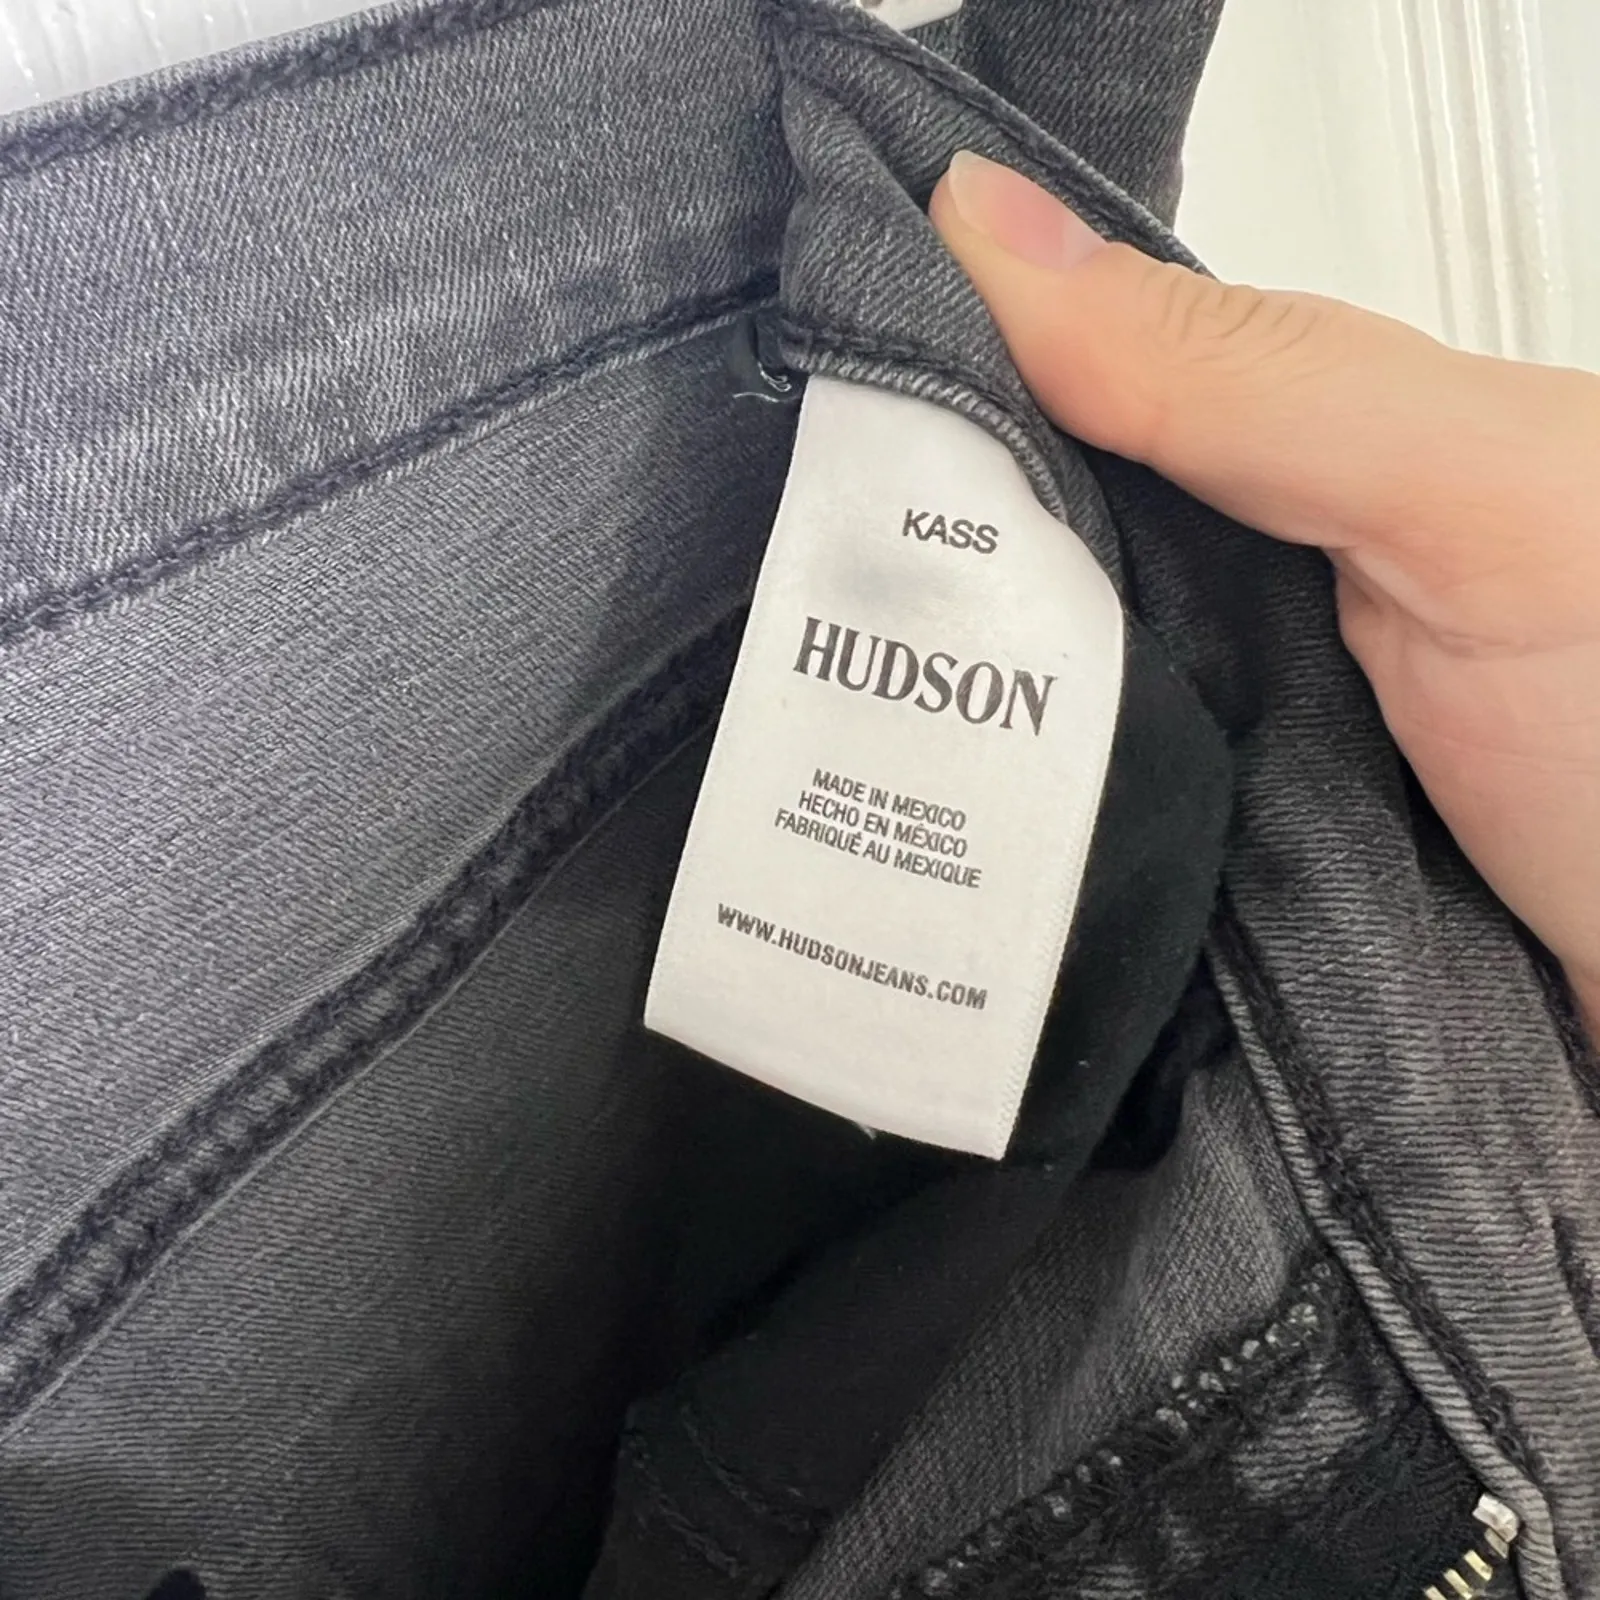 KASS
HUDSON
MADE IN MEXICO
HECHO EN MÉXICO
FABRIQUÉ AU MEXIQUE
WWW.HUDSONJEANS.COM